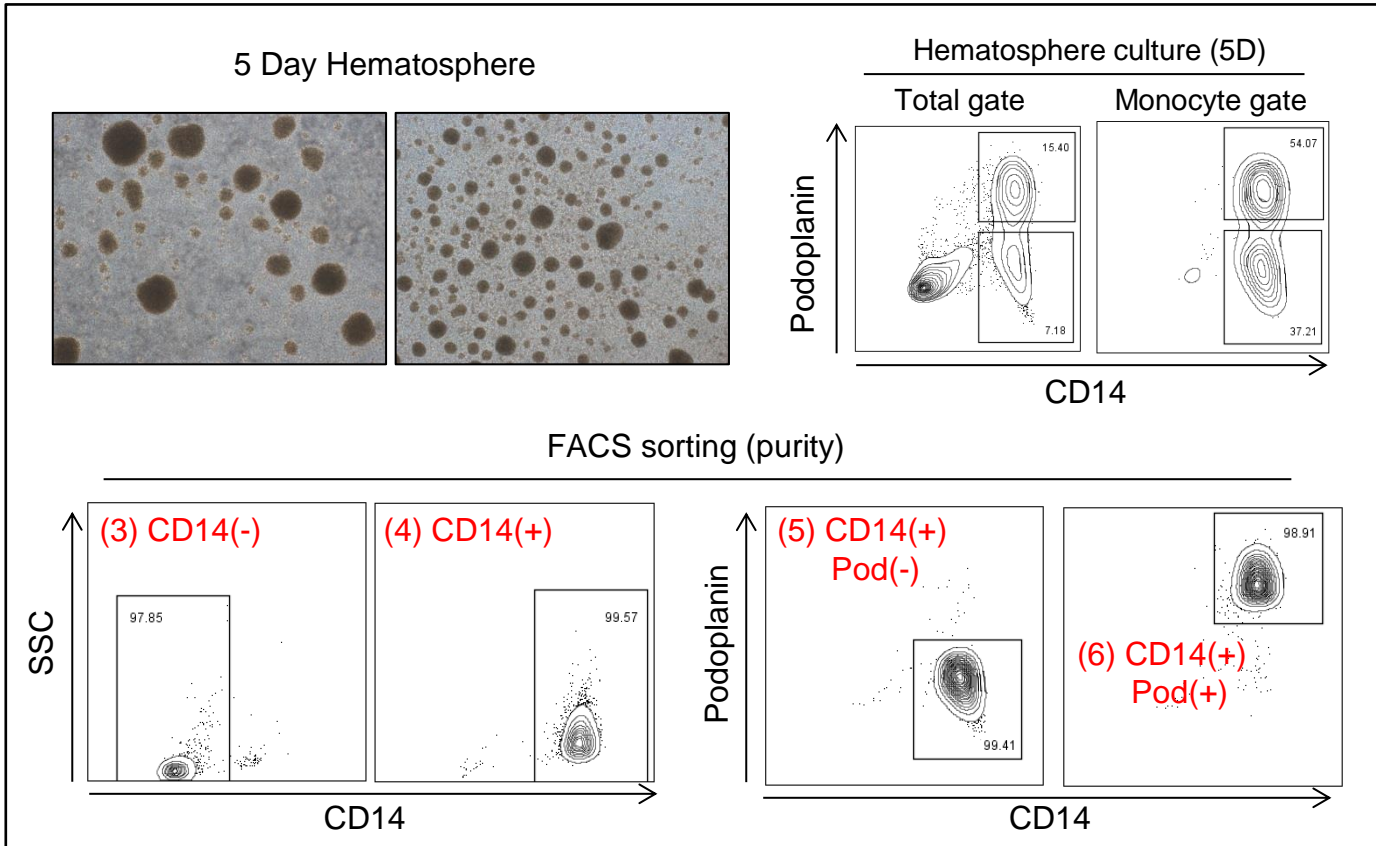 5 Day Hematosphere
Hematosphere culture (5D)
Total gate
Monocyte gate
Podoplanin
15.40
7.18
54.07
37.21
CD14
FACS sorting (purity)
SSC
(3) CD14(-)
97.85
(4) CD14(+)
99.57
CD14
Podoplanin
(5) CD14(+)
Pod(-)
99.41
98.91
(6) CD14(+)
Pod(+)
CD14